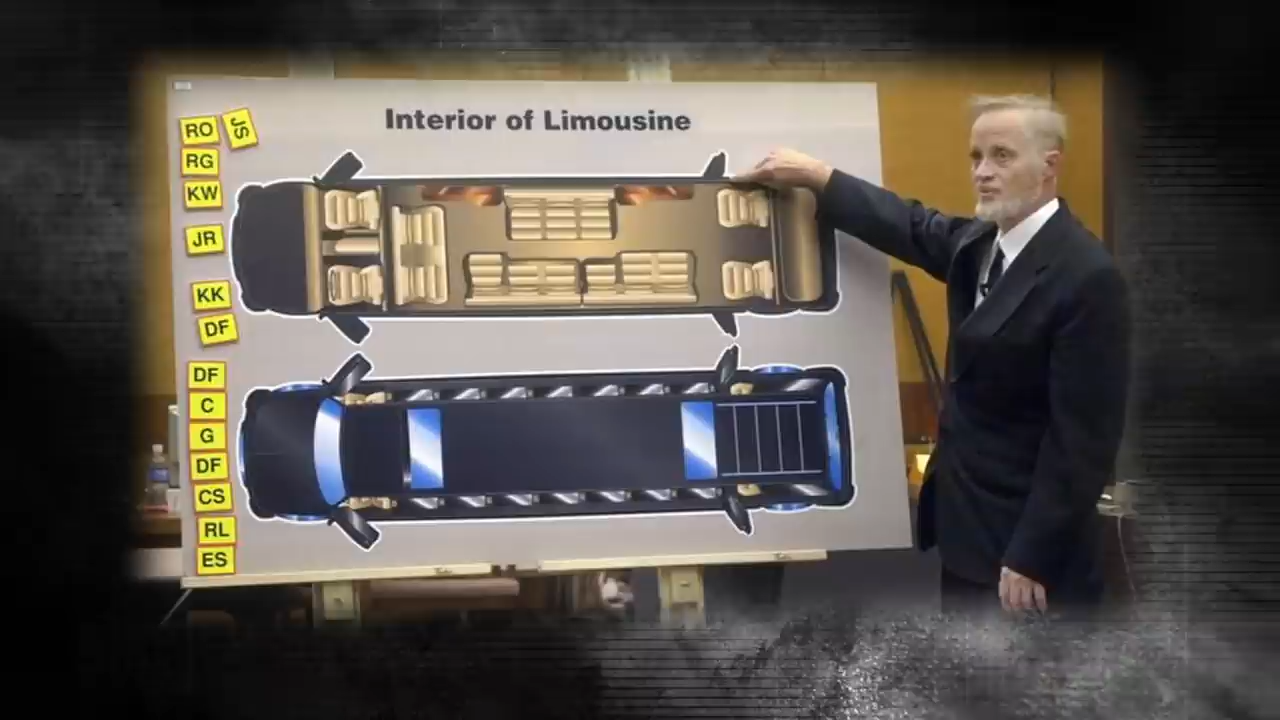 Interior of Limousine
RO
JS
RG
KW
JR
KK
DF
DF
C
G
DF
CS
RL
ES